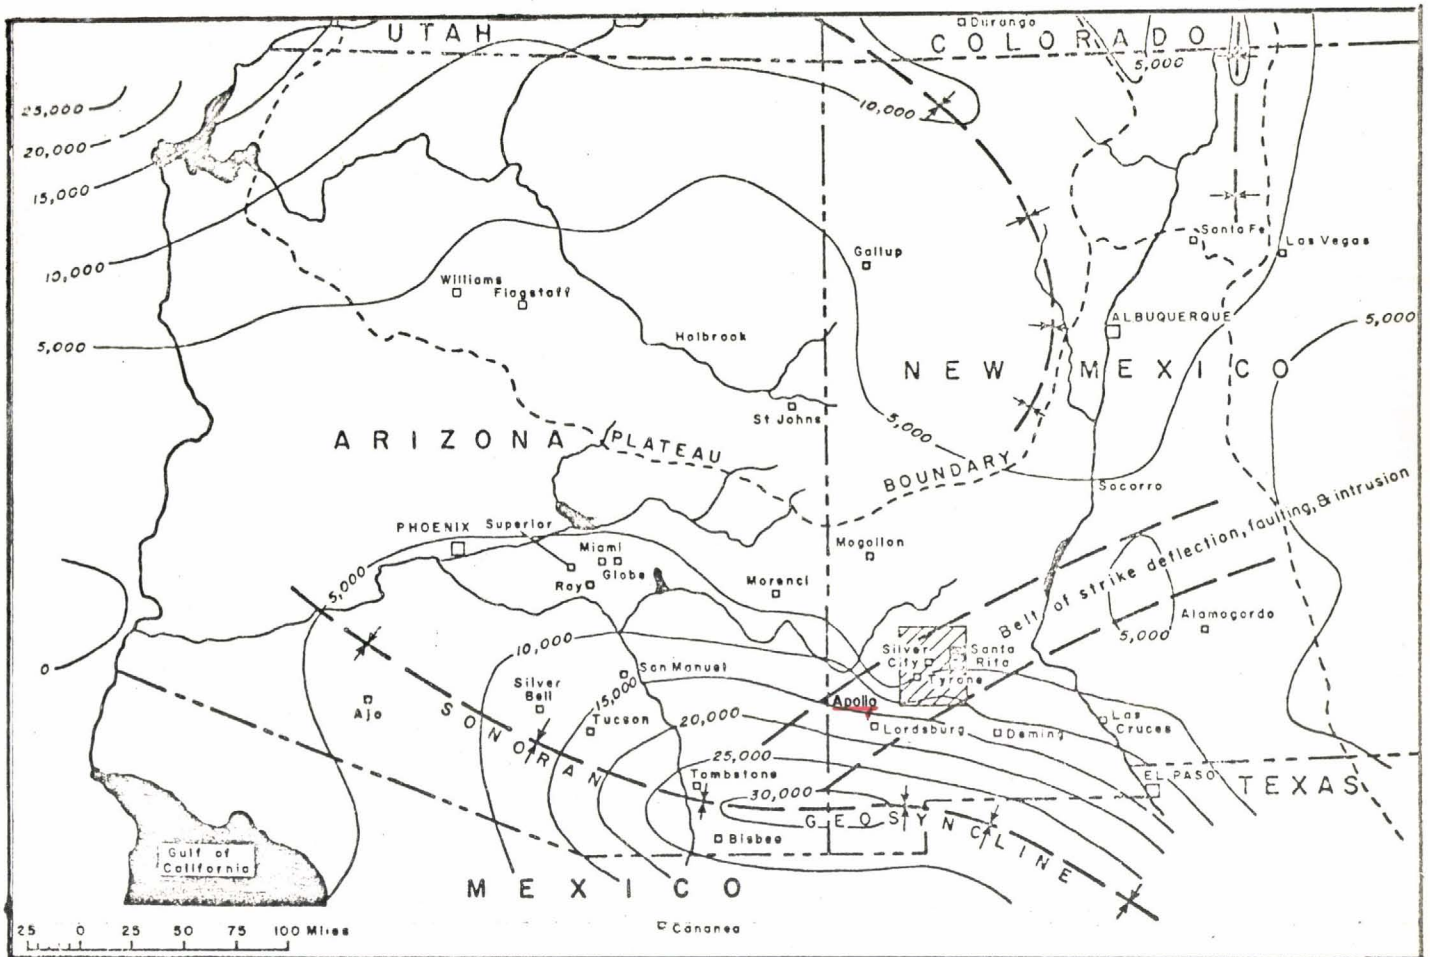 UTAH
Durango
COLORADO
5,000
25,000
20,000
15,000
10,000
5,000
10,000
Santa Fe
Las Vegas
Gallup
Williams
Flagstaff
ALBUQUERQUE
5,000
Holbrook
NEW MEXICO
St Johns
5,000
ARIZONA
PLATEAU
BOUNDARY
Socorro
Belt of strike deflection, faulting, & intrusion
PHOENIX
Superior
Miami
Globe
Ray
Mogollon
Morenci
5,000
Alamogordo
5,000
0
10,000
Silver City
Santa Rita
Tyrone
San Manuel
Silver Bell
15,000
Ajo
Tucson
Apollo
20,000
Lordsburg
Deming
Las Cruces
SONORAN
25,000
Tombstone
30,000
EL PASO
TEXAS
GEOSYNCLINE
Bisbee
Gulf of California
MEXICO
Cananea
25 0 25 50 75 100 Miles